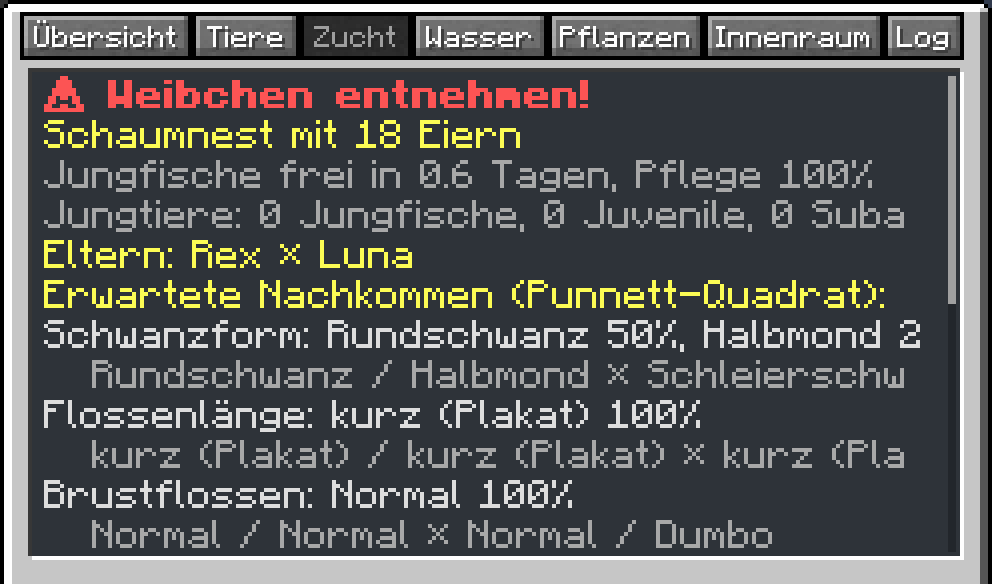 Übersicht Tiere Zucht Wasser Pflanzen Innenraum Log
⚠ Weibchen entnehmen!
Schaumnest mit 18 Eiern
Jungfische frei in 0.6 Tagen, Pflege 100%
Jungtiere: 0 Jungfische, 0 Juvenile, 0 Suba
Eltern: Rex × Luna
Erwartete Nachkommen (Punnett-Quadrat):
Schwanzform: Rundschwanz 50%, Halbmond 2
Rundschwanz / Halbmond × Schleierschw
Flossenlänge: kurz (Plakat) 100%
kurz (Plakat) / kurz (Plakat) × kurz (Pla
Brustflossen: Normal 100%
Normal / Normal × Normal / Dumbo